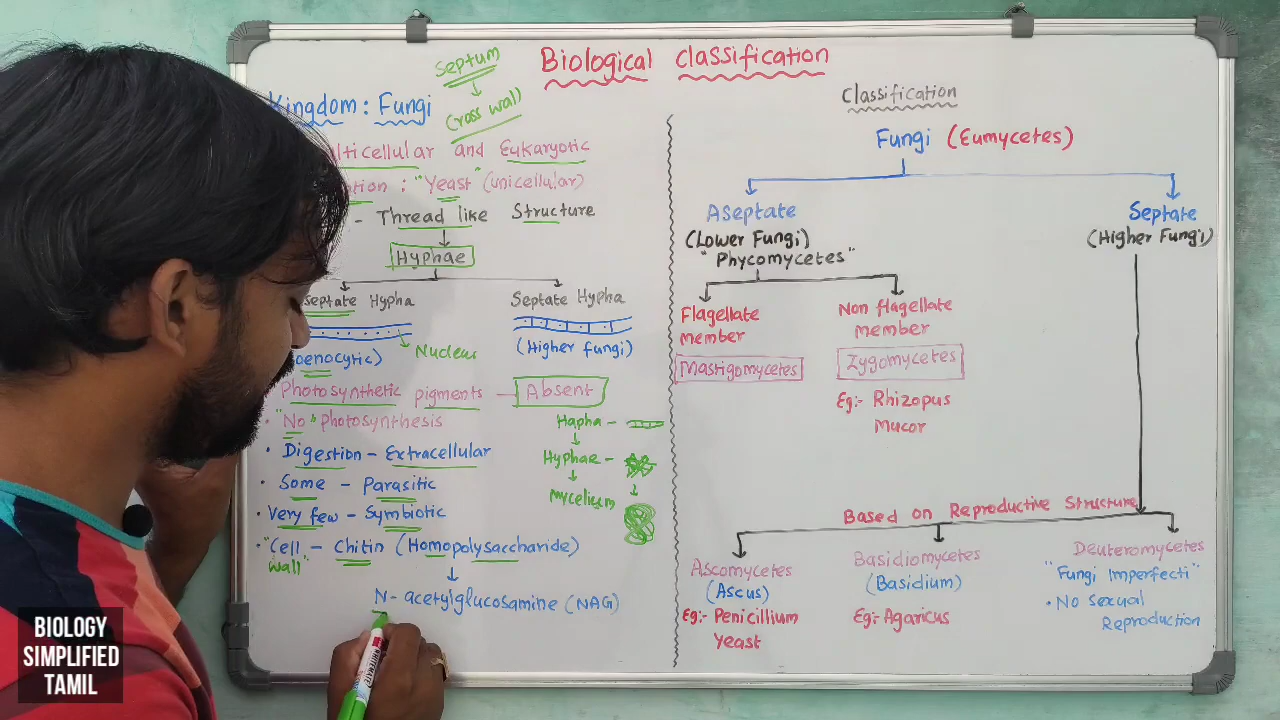 Biological classification
Septum
Cross wall
Kingdom : Fungi
and Eukaryotic
: "Yeast" (unicellular)
- Thread like Structure
Hyphae
Septate Hypha
Septate Hypha
Nucleus
(Higher fungi)
Photosynthetic pigments - Absent
• "No" Photosynthesis
• Digestion - Extracellular
• Some - Parasitic
• Very few - Symbiotic
• "Cell wall" - Chitin (Homopolysaccharide)
N- acetylglucosamine (NAG)
Hapha -
Hyphae -
Mycelium
Classification
Fungi (Eumycetes)
Aseptate
(Lower Fungi)
"Phycomycetes"
Septate
(Higher Fungi)
Flagellate
member
Mastigomycetes
Non flagellate
member
Zygomycetes
Eg:- Rhizopus
Mucor
Based on Reproductive Structure
Ascomycetes
(Ascus)
Eg:- Penicillium
Yeast
Basidiomycetes
(Basidium)
Eg:- Agaricus
Deuteromycetes
"Fungi Imperfecti"
• No Sexual
Reproduction
BIOLOGY
SIMPLIFIED
TAMIL